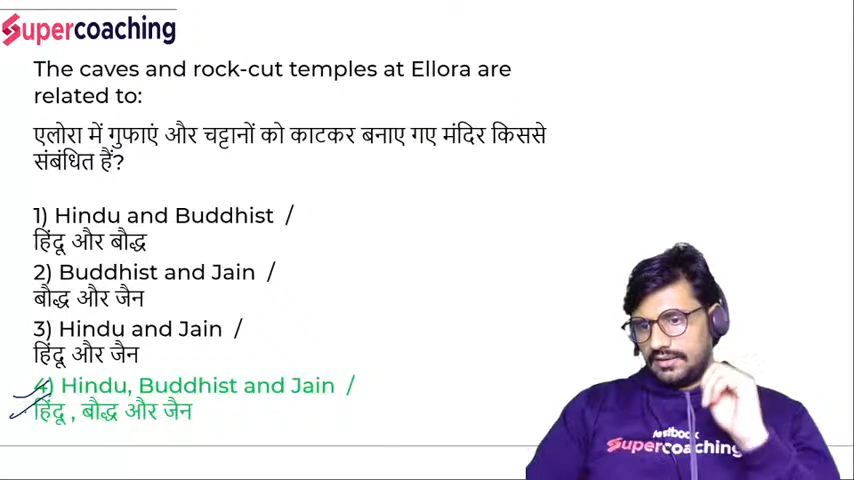 Supercoaching
The caves and rock-cut temples at Ellora are
related to:
एलोरा में गुफाएं और चट्टानों को काटकर बनाए गए मंदिर किससे
संबंधित हैं?
1) Hindu and Buddhist /
हिंदू और बौद्ध
2) Buddhist and Jain /
बौद्ध और जैन
3) Hindu and Jain /
हिंदू और जैन
4) Hindu, Buddhist and Jain /
हिंदू , बौद्ध और जैन
testbook
Supercoaching